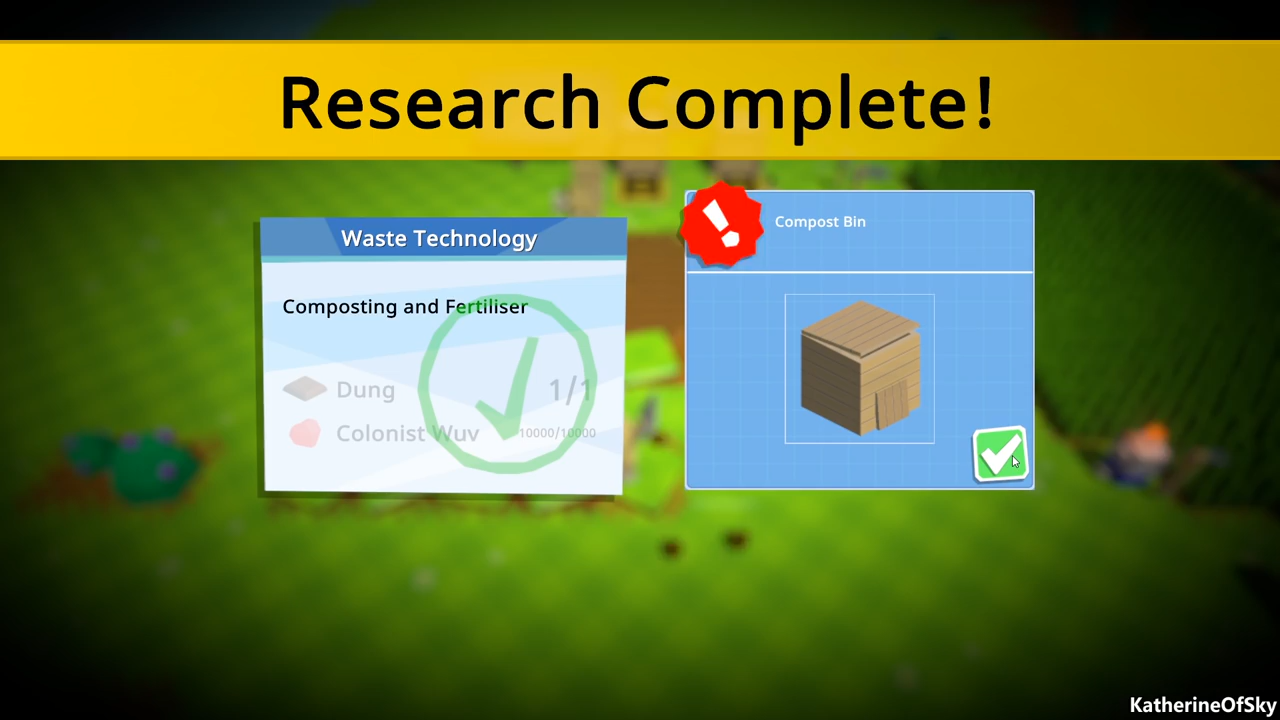 Research Complete!
Waste Technology
Composting and Fertiliser
Dung 1/1
Colonist Wuv 10000/10000
Compost Bin
KatherineOfSky